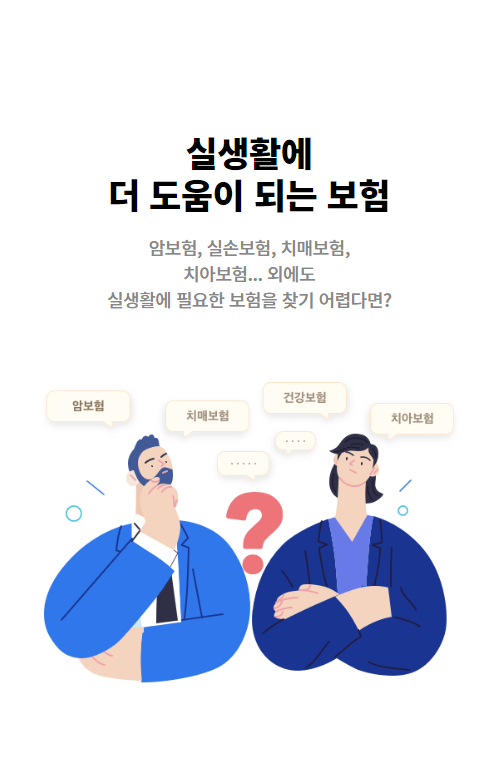 실생활에
더 도움이 되는 보험
암보험, 실손보험, 치매보험,
치아보험... 외에도
실생활에 필요한 보험을 찾기 어렵다면?
암보험
치매보험
건강보험
치아보험
. . . .
. . . . .
?